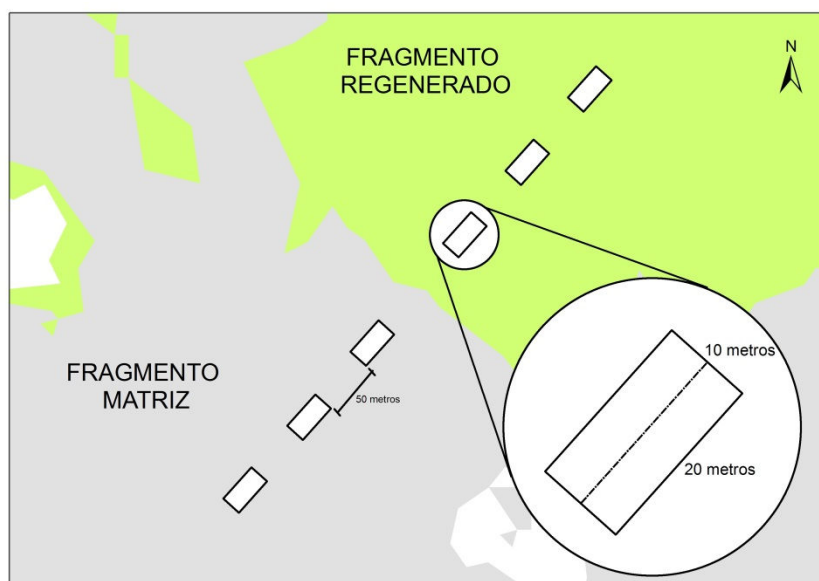 FRAGMENTO
REGENERADO
N
FRAGMENTO
MATRIZ
50 metros
10 metros
20 metros